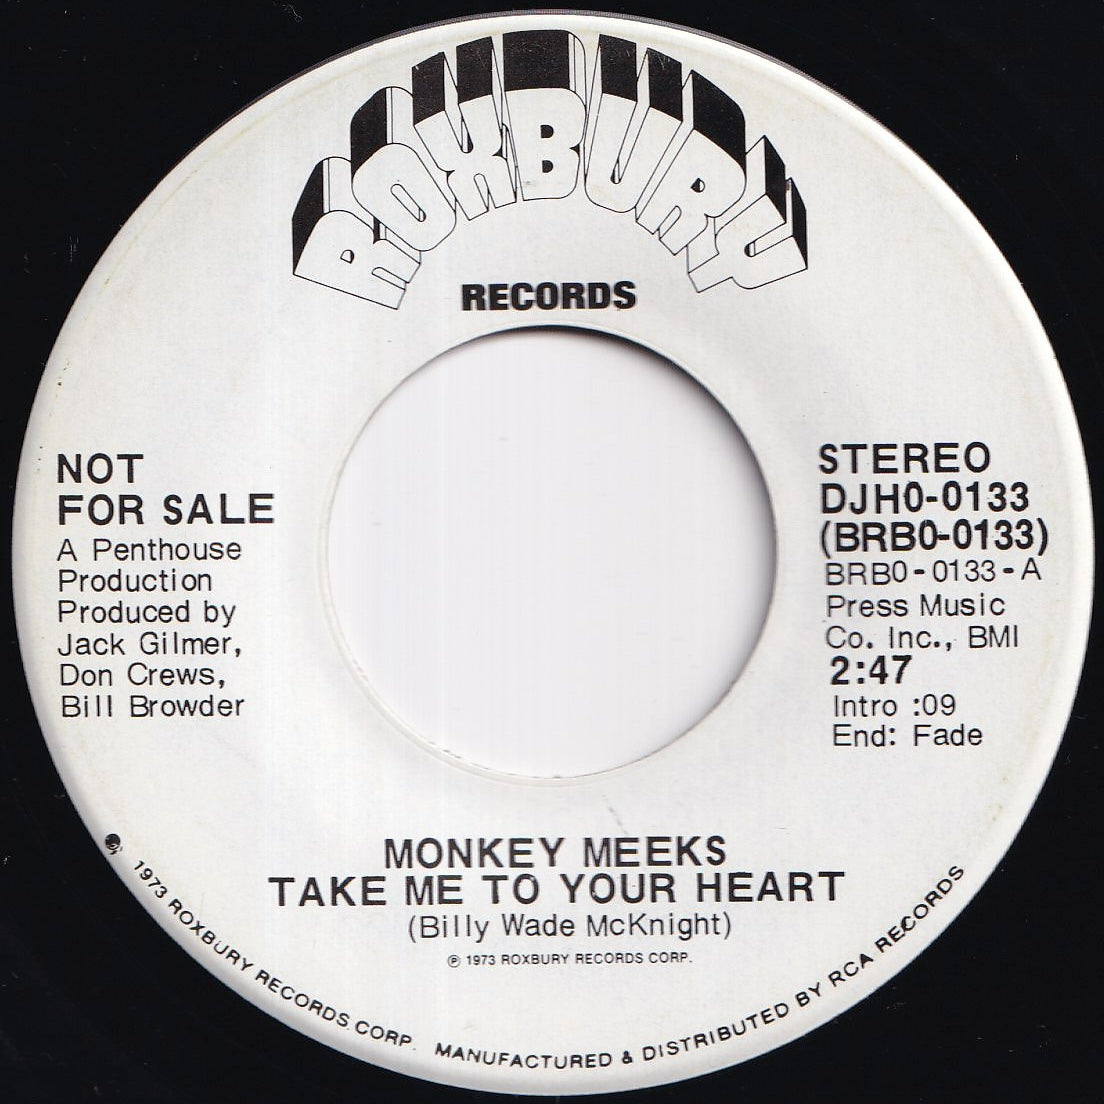 ROXBURY
RECORDS
NOT
FOR SALE
A Penthouse
Production
Produced by
Jack Gilmer,
Don Crews,
Bill Browder
STEREO
DJH0-0133
(BRB0-0133)
BRB0-0133-A
Press Music
Co. Inc., BMI
2:47
Intro :09
End: Fade
MONKEY MEEKS
TAKE ME TO YOUR HEART
(Billy Wade McKnight)
℗ 1973 ROXBURY RECORDS CORP.
1973 ROXBURY RECORDS CORP. MANUFACTURED & DISTRIBUTED BY RCA RECORDS